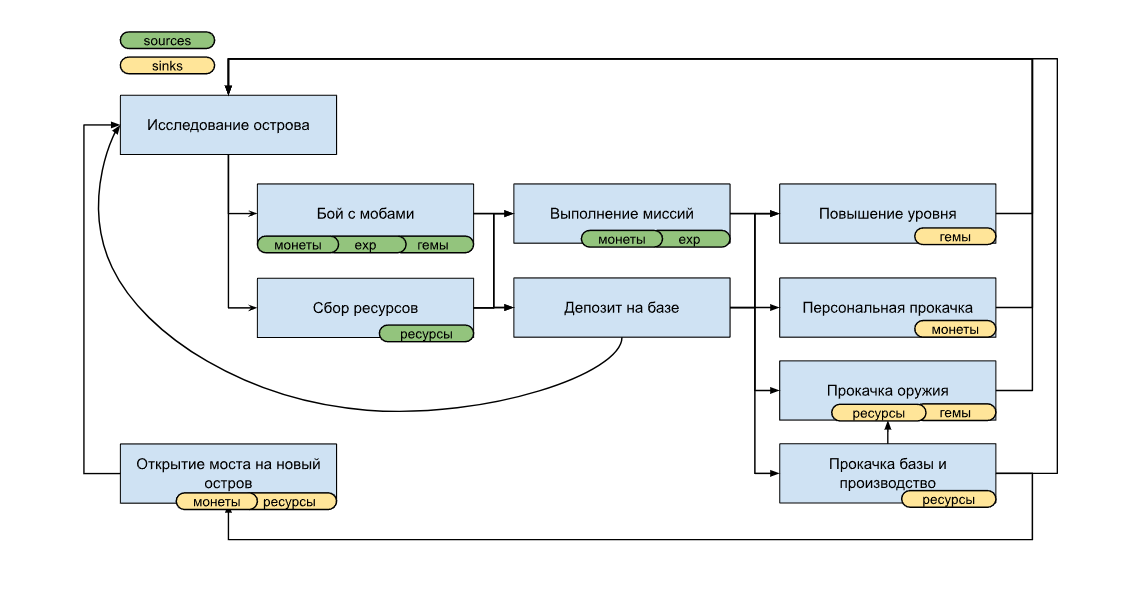 sources
sinks
Исследование острова
Бой с мобами
монеты
exp
гемы
Выполнение миссий
монеты
exp
Повышение уровня
гемы
Сбор ресурсов
ресурсы
Депозит на базе
Персональная прокачка
монеты
Прокачка оружия
ресурсы
гемы
Открытие моста на новый
остров
монеты
ресурсы
Прокачка базы и
производство
ресурсы